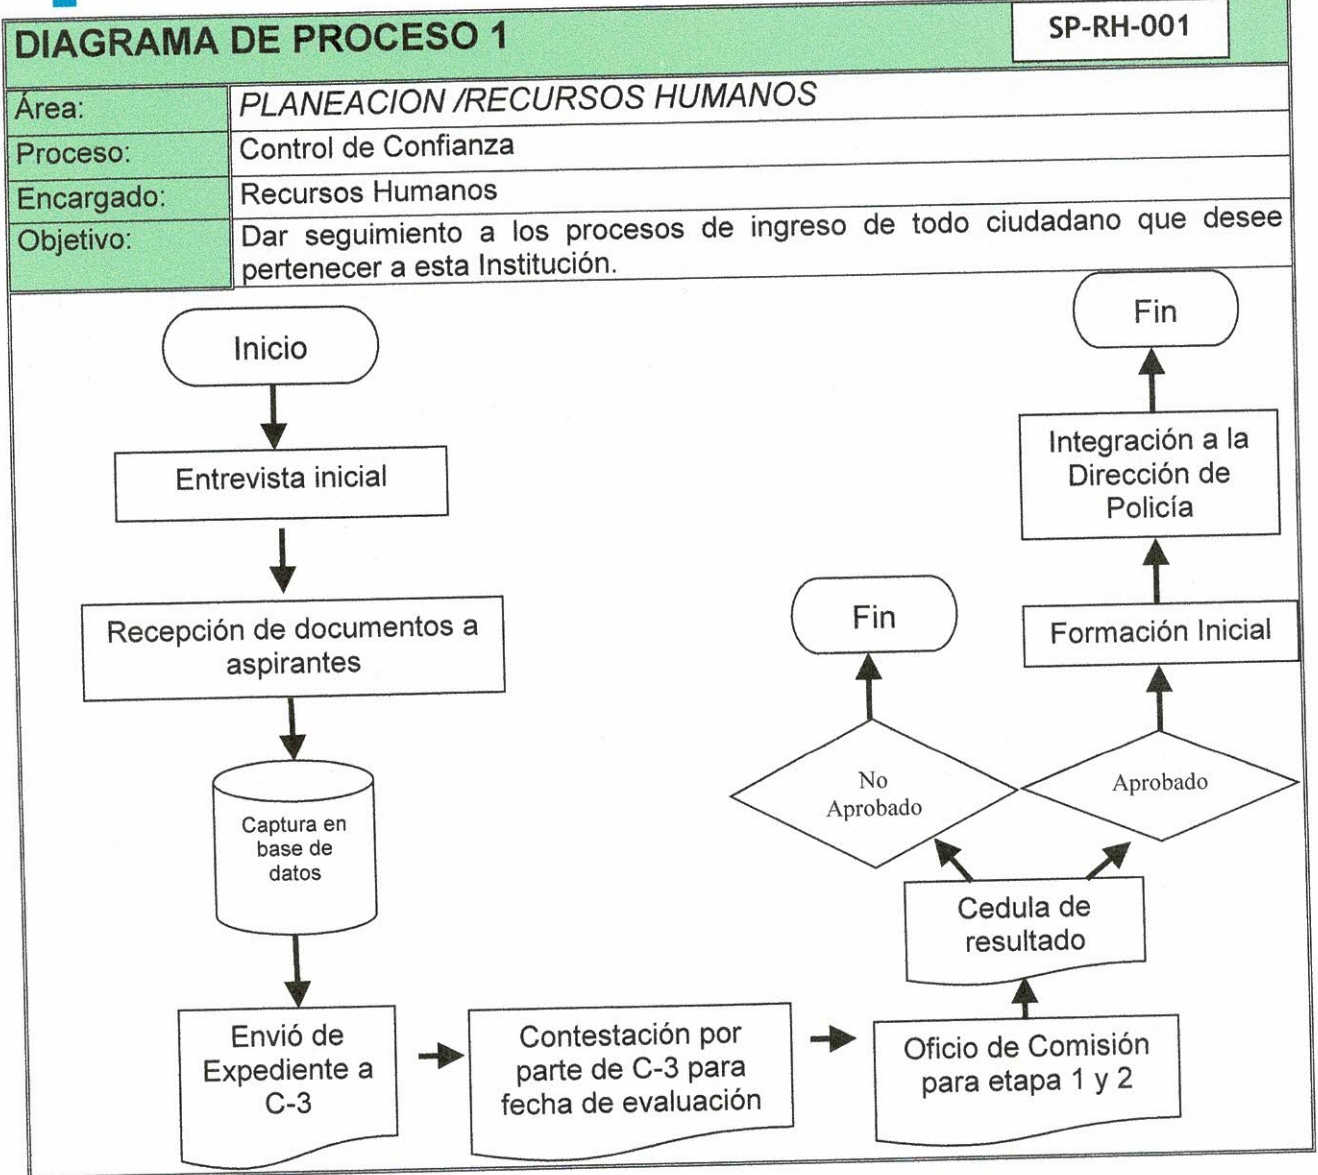 DIAGRAMA DE PROCESO 1
SP-RH-001
Área:
PLANEACION /RECURSOS HUMANOS
Proceso:
Control de Confianza
Encargado:
Recursos Humanos
Objetivo:
Dar seguimiento a los procesos de ingreso de todo ciudadano que desee
pertenecer a esta Institución.
Inicio
Entrevista inicial
Recepción de documentos a
aspirantes
Captura en
base de
datos
Envió de
Expediente a
C-3
Contestación por
parte de C-3 para
fecha de evaluación
Oficio de Comisión
para etapa 1 y 2
Cedula de
resultado
No
Aprobado
Fin
Aprobado
Formación Inicial
Integración a la
Dirección de
Policía
Fin